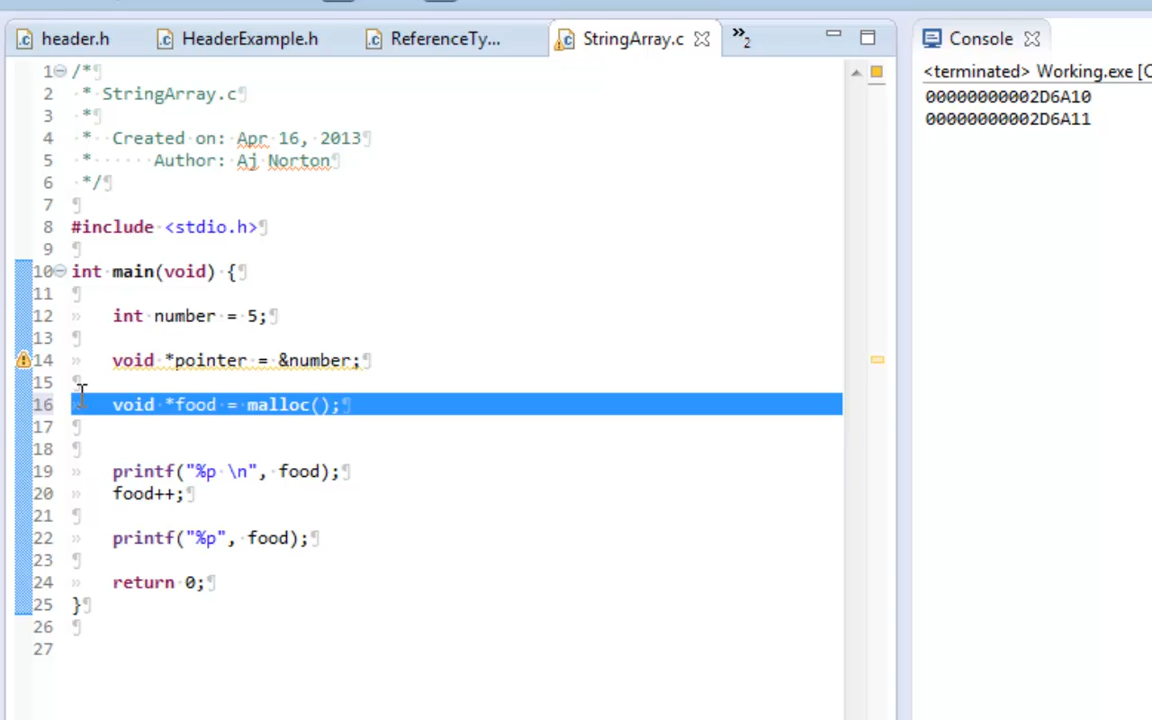 header.h HeaderExample.h ReferenceTy... StringArray.c »2 Console
1 /*¶
2 * StringArray.c¶
3 *¶
4 * Created on: Apr 16, 2013¶
5 * Author: Aj Norton¶
6 */¶
7 ¶
8 #include <stdio.h>¶
9 ¶
10 int main(void) {¶
11 ¶
12 » int number = 5;¶
13 ¶
14 » void *pointer = &number;¶
15 ¶
16 » void *food = malloc();¶
17 ¶
18 ¶
19 » printf("%p \n", food);¶
20 » food++;¶
21 ¶
22 » printf("%p", food);¶
23 ¶
24 » return 0;¶
25 }¶
26 ¶
27
<terminated> Working.exe [C
00000000002D6A10
00000000002D6A11